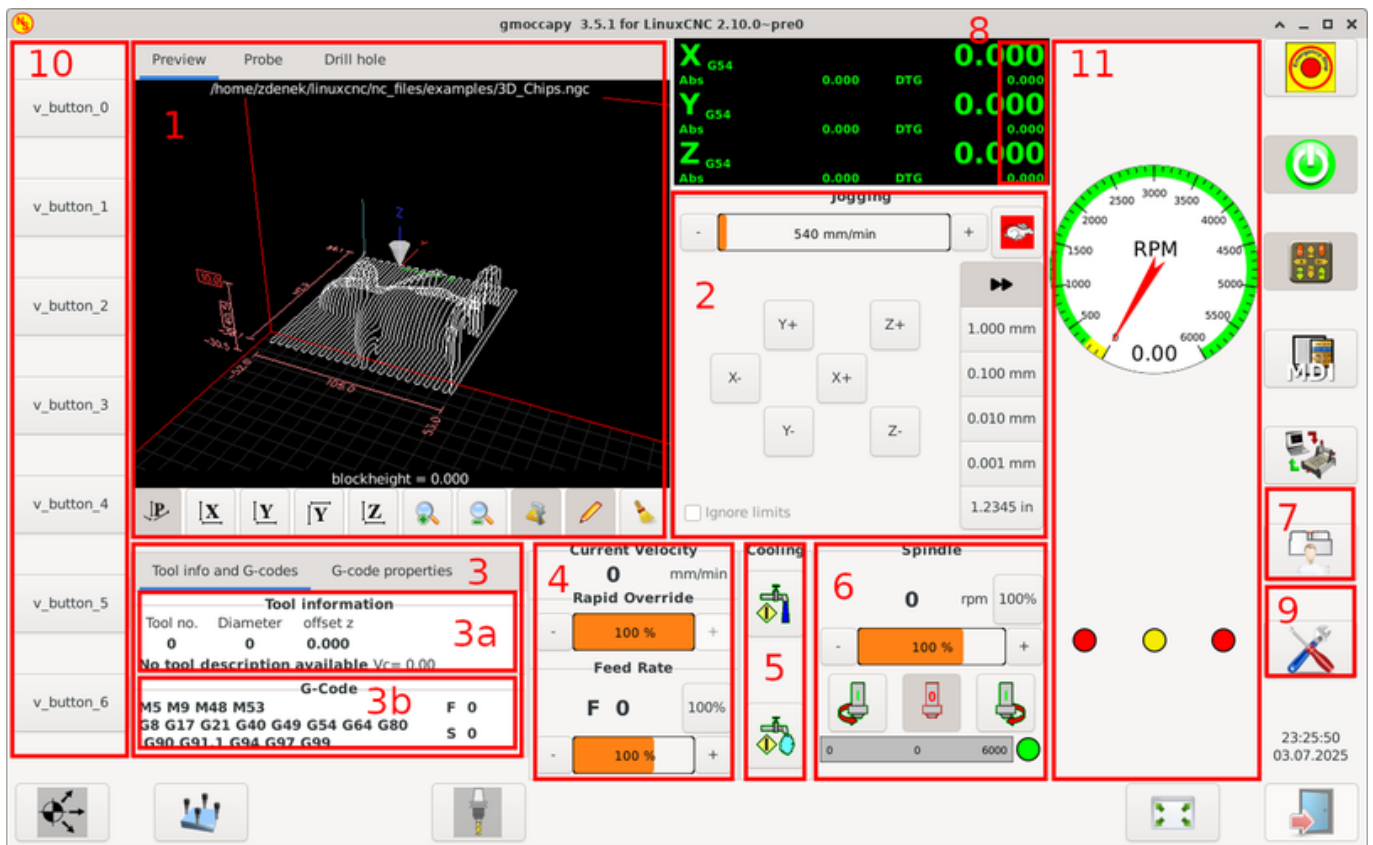 gmoccapy 3.5.1 for LinuxCNC 2.10.0~pre0
10
v_button_0
v_button_1
v_button_2
v_button_3
v_button_4
v_button_5
v_button_6
Preview Probe Drill hole
/home/zdenek/linuxcnc/nc_files/examples/3D_Chips.ngc
1
Z
108.0
53.0
blockheight = 0.000
P X Y Y Z
8
X G54 0.000
Abs 0.000 DTG 0.000
Y G54 0.000
Abs 0.000 DTG 0.000
Z G54 0.000
Abs 0.000 DTG 0.000
Jogging
- 540 mm/min +
2
Y+ Z+
X- X+
Y- Z-
1.000 mm
0.100 mm
0.010 mm
0.001 mm
1.2345 in
Ignore limits
Tool info and G-codes G-code properties 3
Tool information
Tool no. Diameter offset z
0 0 0.000
3a
No tool description available Vc= 0.00
G-Code
3b
M5 M9 M48 M53 F 0
G8 G17 G21 G40 G49 G54 G64 G80
S 0
G90 G91.1 G94 G97 G99
Current Velocity
4
0 mm/min
Rapid Override
- 100 % +
Feed Rate
F 0 100%
- 100 % +
Cooling
5
Spindle
6
0 rpm 100%
- 100 % +
0
0 0 6000
11
0 500 1000 1500 2000 2500 3000 3500 4000 4500 5000 5500 6000
RPM
0.00
Emergency Stop
MDI
7
9
23:25:50
03.07.2025